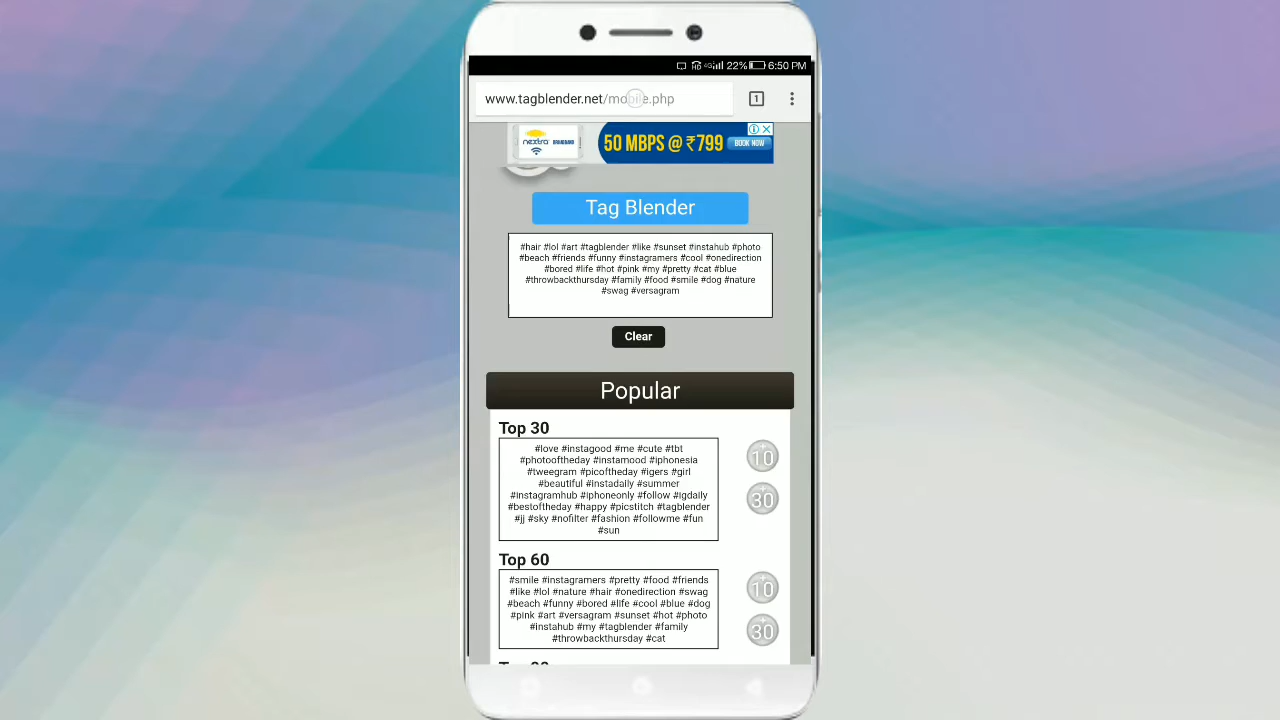 4G 22% 6:50 PM
www.tagblender.net/mobile.php 1
nextra BROADBAND 50 MBPS @ ₹799 BOOK NOW
Tag Blender
#hair #lol #art #tagblender #like #sunset #instahub #photo
#beach #friends #funny #instagramers #cool #onedirection
#bored #life #hot #pink #my #pretty #cat #blue
#throwbackthursday #family #food #smile #dog #nature
#swag #versagram
Clear
Popular
Top 30
#love #instagood #me #cute #tbt
#photooftheday #instamood #iphonesia
#tweegram #picoftheday #igers #girl
#beautiful #instadaily #summer
#instagramhub #iphoneonly #follow #igdaily
#bestoftheday #happy #picstitch #tagblender
#jj #sky #nofilter #fashion #followme #fun
#sun
+10
+30
Top 60
#smile #instagramers #pretty #food #friends
#like #lol #nature #hair #onedirection #swag
#beach #funny #bored #life #cool #blue #dog
#pink #art #versagram #sunset #hot #photo
#instahub #my #tagblender #family
#throwbackthursday #cat
+10
+30